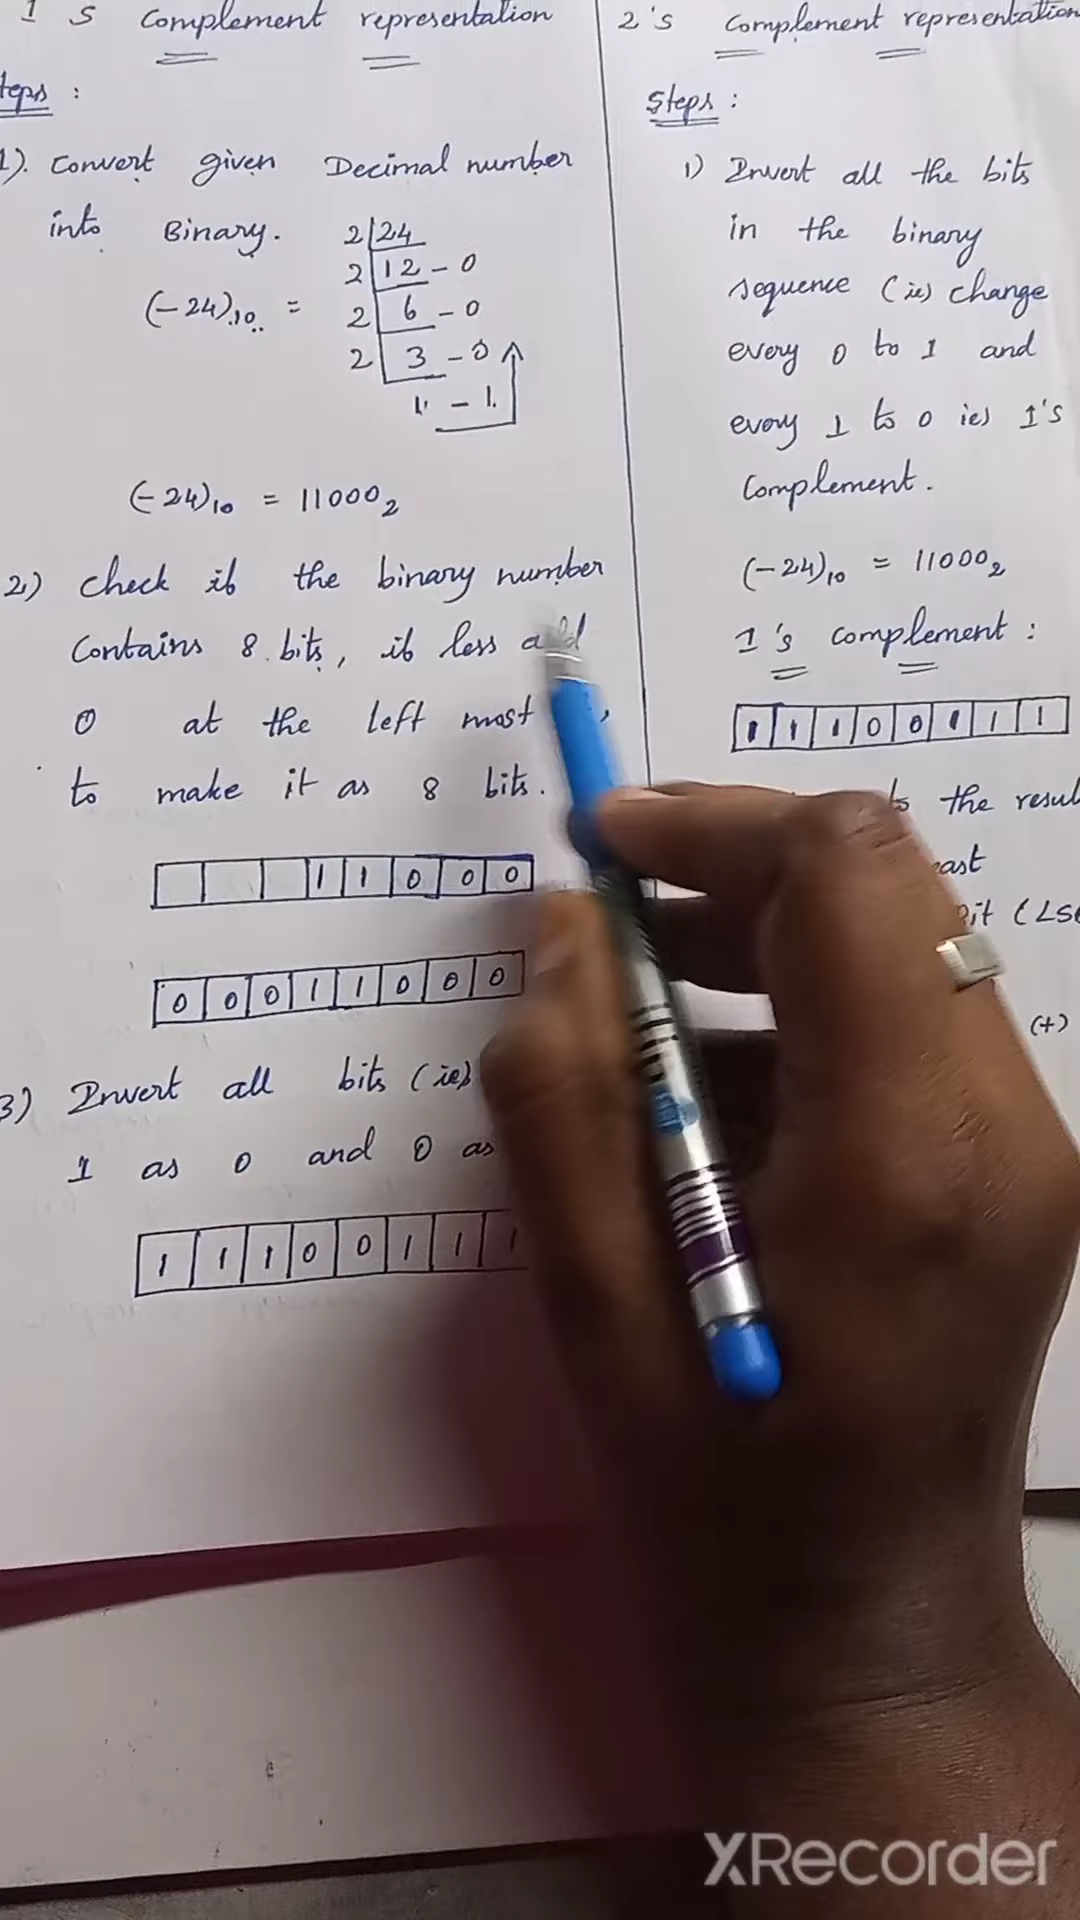 1 s complement representation
teps :
1). Convert given Decimal number
into Binary.
2 24
2 12 - 0
(-24)10 = 2 6 - 0
2 3 - 0
1 - 1
(-24)10 = 110002
2) Check if the binary number
Contains 8 bits, if less add
0 at the left most ,
to make it as 8 bits.
1 1 0 0 0
0 0 0 1 1 0 0 0
3) Invert all bits (ie)
1 as 0 and 0 as
1 1 1 0 0 1 1 1
2's complement representation
Steps :
1) Invert all the bits
in the binary
sequence (ie) change
every 0 to 1 and
every 1 to 0 ie) 1's
Complement.
(-24)10 = 110002
1's complement :
1 1 1 0 0 1 1 1
to the resul
east
bit (LS
(+)
XRecorder